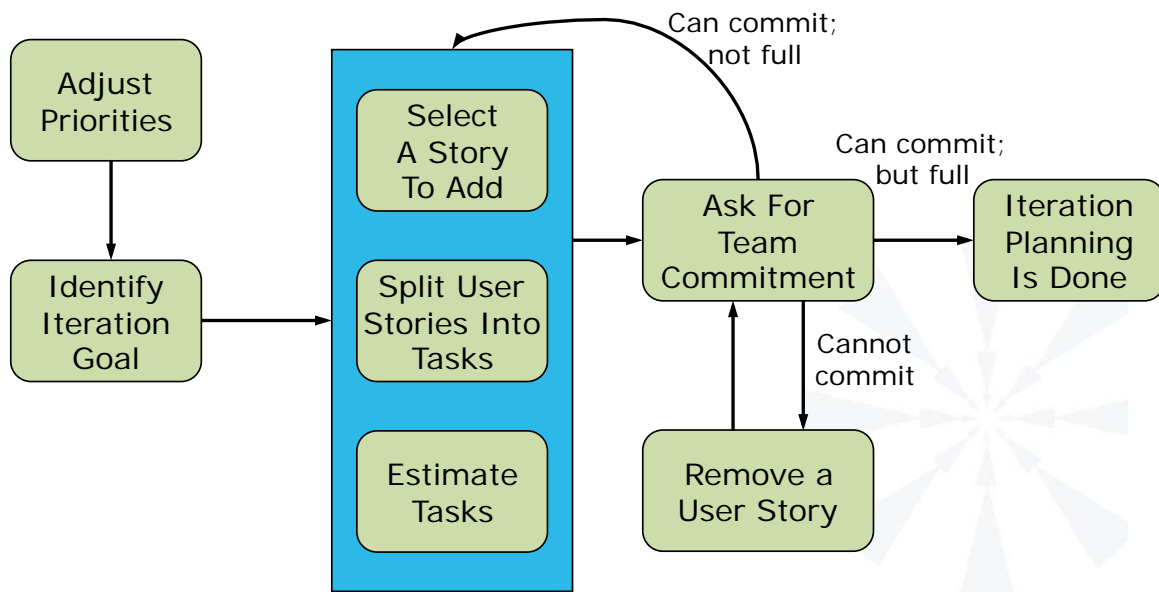 Adjust
Priorities
Identify
Iteration
Goal
Select
A Story
To Add
Split User
Stories Into
Tasks
Estimate
Tasks
Can commit;
not full
Ask For
Team
Commitment
Cannot
commit
Remove a
User Story
Can commit;
but full
Iteration
Planning
Is Done